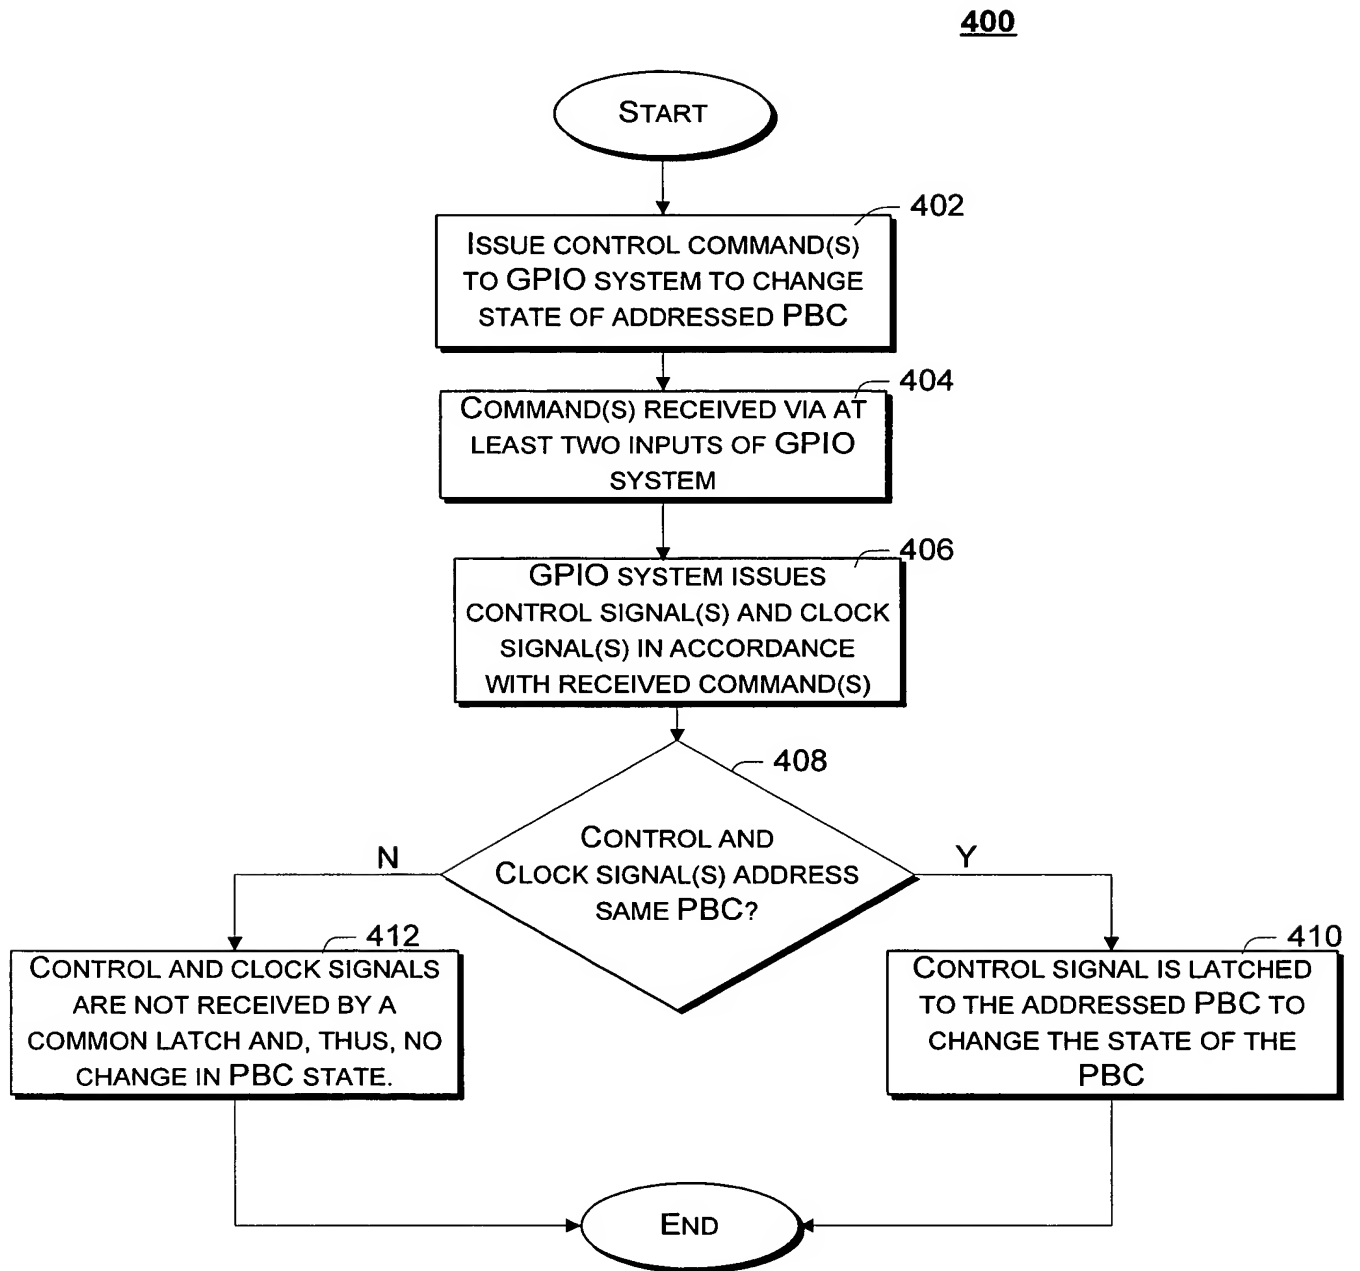 400
START
402
ISSUE CONTROL COMMAND(S)
TO GPIO SYSTEM TO CHANGE
STATE OF ADDRESSED PBC
404
COMMAND(S) RECEIVED VIA AT
LEAST TWO INPUTS OF GPIO
SYSTEM
406
GPIO SYSTEM ISSUES
CONTROL SIGNAL(S) AND CLOCK
SIGNAL(S) IN ACCORDANCE
WITH RECEIVED COMMAND(S)
408
CONTROL AND
CLOCK SIGNAL(S) ADDRESS
SAME PBC?
N
Y
412
CONTROL AND CLOCK SIGNALS
ARE NOT RECEIVED BY A
COMMON LATCH AND, THUS, NO
CHANGE IN PBC STATE.
410
CONTROL SIGNAL IS LATCHED
TO THE ADDRESSED PBC TO
CHANGE THE STATE OF THE
PBC
END